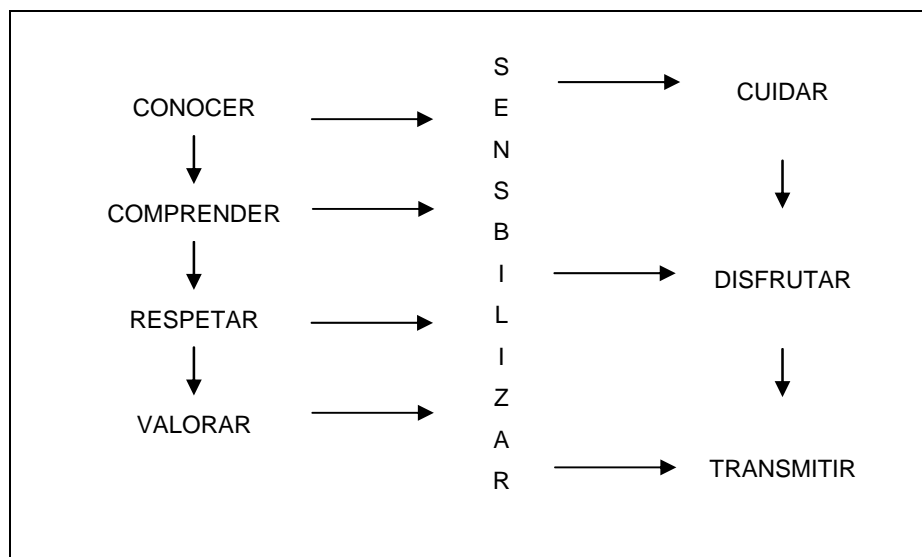 CONOCER
COMPRENDER
RESPETAR
VALORAR
S
E
N
S
B
I
L
I
Z
A
R
CUIDAR
DISFRUTAR
TRANSMITIR